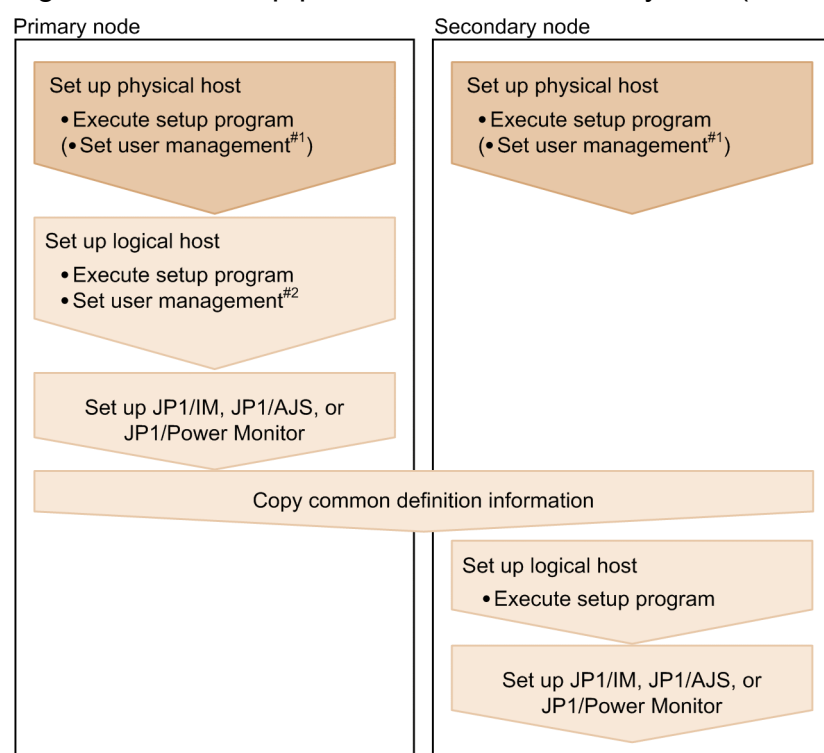 Primary node
Secondary node
Set up physical host
• Execute setup program
(• Set user management#1)
Set up physical host
• Execute setup program
(• Set user management#1)
Set up logical host
• Execute setup program
• Set user management#2
Set up JP1/IM, JP1/AJS, or
JP1/Power Monitor
Copy common definition information
Set up logical host
• Execute setup program
Set up JP1/IM, JP1/AJS, or
JP1/Power Monitor